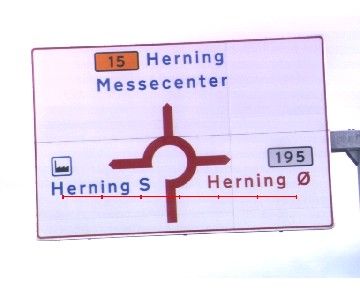 15 Herning
Messecenter
195
Herning S
Herning Ø